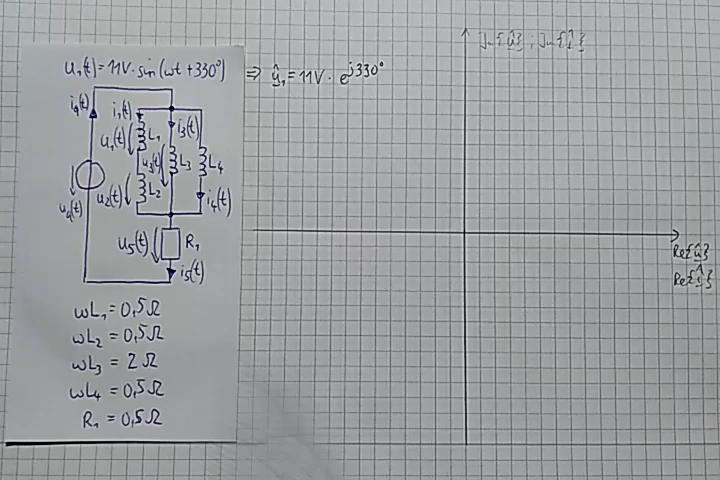 u₁(t)=11V·sin(ωt+330°) ⇒ û₁=11V·e^j330°
Im{û}; Im{î}
i_q(t)
i₁(t)
i₃(t)
u₁(t) L₁
u₃(t) L₃ L₄
u₂(t) L₂
i₄(t)
u_q(t)
u₅(t) R₁
i₅(t)
Re{û}
Re{î}
ωL₁=0,5Ω
ωL₂=0,5Ω
ωL₃=2Ω
ωL₄=0,5Ω
R₁=0,5Ω